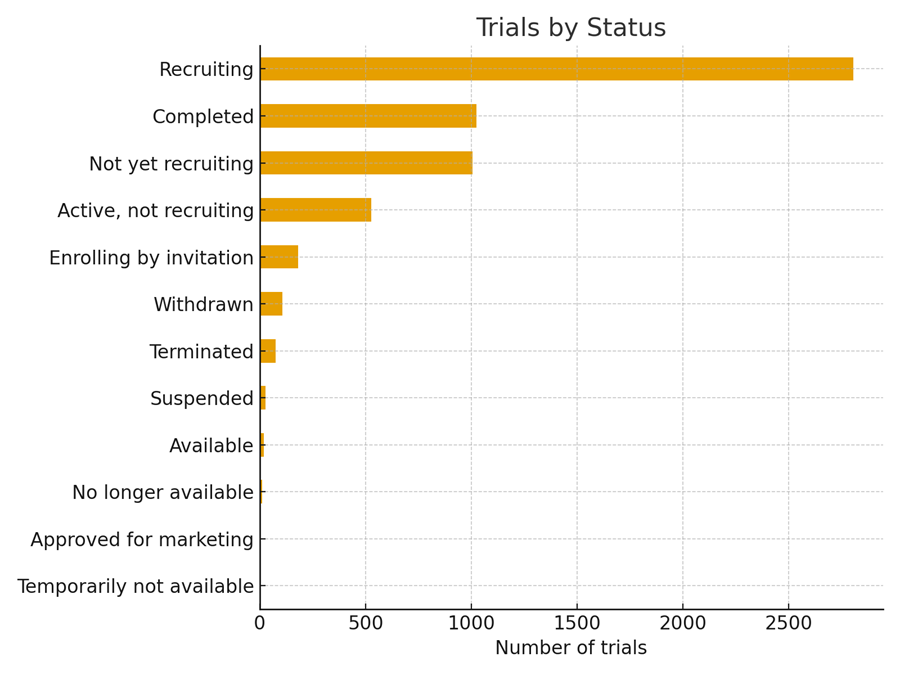 Trials by Status
Recruiting
Completed
Not yet recruiting
Active, not recruiting
Enrolling by invitation
Withdrawn
Terminated
Suspended
Available
No longer available
Approved for marketing
Temporarily not available
0 500 1000 1500 2000 2500
Number of trials